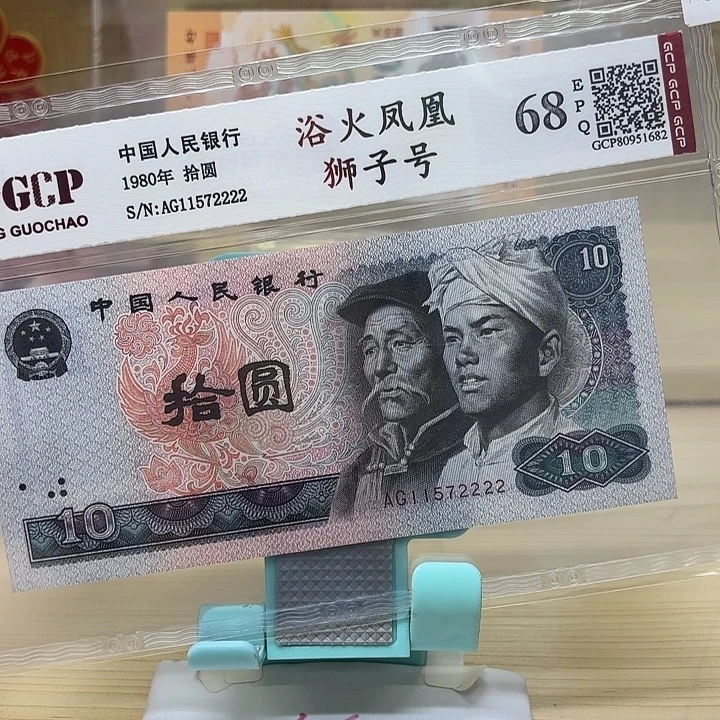 GCP
G GUOCHAO
中国人民银行
1980年 拾圆
S/N:AG11572222
浴火凤凰
狮子号
68
EPQ
GCP80951682
GCP GCP GCP
中国人民银行
10
拾圆
10
AG11572222
10